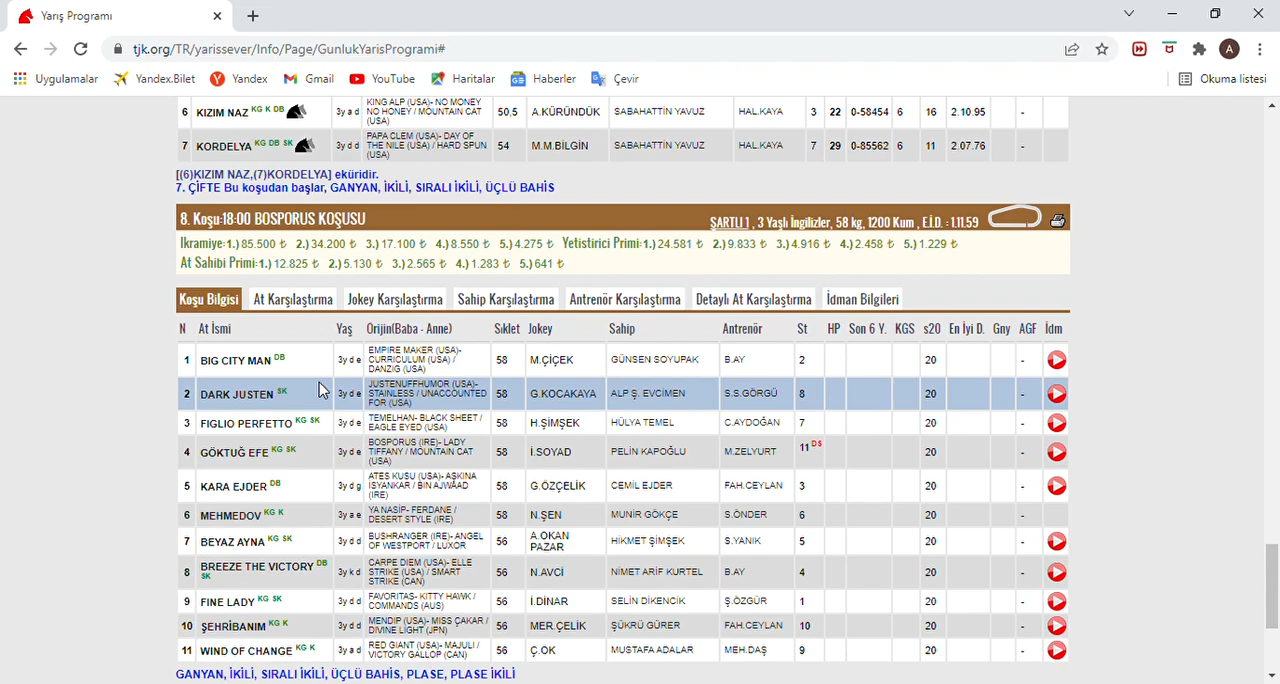 Yarış Programı
tjk.org/TR/yarissever/Info/Page/GunlukYarisProgrami#
A
Uygulamalar Yandex.Bilet Yandex Gmail YouTube Haritalar Haberler Çevir Okuma listesi
6 KIZIM NAZ KG K DB 3y a d KING ALP (USA)- NO MONEY NO HONEY / MOUNTAIN CAT (USA) 50,5 A.KÜRÜNDÜK SABAHATTİN YAVUZ HAL.KAYA 3 22 0-58454 6 16 2.10.95 -
7 KORDELYA KG DB SK 3y d d PAPA CLEM (USA)- DAY OF THE NILE (USA) / HARD SPUN (USA) 54 M.M.BİLGİN SABAHATTİN YAVUZ HAL.KAYA 7 29 0-85562 6 11 2.07.76 -
[(6)KIZIM NAZ,(7)KORDELYA] eküridir.
7. ÇİFTE Bu koşudan başlar, GANYAN, İKİLİ, SIRALI İKİLİ, ÜÇLÜ BAHİS
8. Koşu:18:00 BOSPORUS KOŞUSU ŞARTLI 1 , 3 Yaşlı İngilizler, 58 kg, 1200 Kum , E.İ.D. : 1.11.59
Ikramiye:1.) 85.500 ₺ 2.) 34.200 ₺ 3.) 17.100 ₺ 4.) 8.550 ₺ 5.) 4.275 ₺ Yetistirici Primi:1.) 24.581 ₺ 2.) 9.833 ₺ 3.) 4.916 ₺ 4.) 2.458 ₺ 5.) 1.229 ₺
At Sahibi Primi:1.) 12.825 ₺ 2.) 5.130 ₺ 3.) 2.565 ₺ 4.) 1.283 ₺ 5.) 641 ₺
Koşu Bilgisi At Karşılaştırma Jokey Karşılaştırma Sahip Karşılaştırma Antrenör Karşılaştırma Detaylı At Karşılaştırma İdman Bilgileri
N At İsmi Yaş Orijin(Baba - Anne) Sıklet Jokey Sahip Antrenör St HP Son 6 Y. KGS s20 En İyi D. Gny AGF İdm
1 BIG CITY MAN DB 3y d e EMPIRE MAKER (USA)- CURRICULUM (USA) / DANZIG (USA) 58 M.ÇİÇEK GÜNSEN SOYUPAK B.AY 2 20 -
2 DARK JUSTEN SK 3y d e JUSTENUFFHUMOR (USA)- STAINLESS / UNACCOUNTED FOR (USA) 58 G.KOCAKAYA ALP Ş. EVCİMEN S.S.GÖRGÜ 8 20 -
3 FIGLIO PERFETTO KG SK 3y d e TEMELHAN- BLACK SHEET / EAGLE EYED (USA) 58 H.ŞİMŞEK HÜLYA TEMEL C.AYDOĞAN 7 20 -
4 GÖKTUĞ EFE KG SK 3y d e BOSPORUS (IRE)- LADY TIFFANY / MOUNTAIN CAT (USA) 58 İ.SOYAD PELİN KAPOĞLU M.ZELYURT 11 DS 20 -
5 KARA EJDER DB 3y d g ATES KUSU (USA)- AŞKINA ISYANKAR / BIN AJWAAD (IRE) 58 G.ÖZÇELİK CEMİL EJDER FAH.CEYLAN 3 20 -
6 MEHMEDOV KG K 3y a e YA NASİP- FERDANE / DESERT STYLE (IRE) 58 N.ŞEN MUNİR GÖKÇE S.ÖNDER 6 20 -
7 BEYAZ AYNA KG SK 3y d d BUSHRANGER (IRE)- ANGEL OF WESTPORT / LUXOR 56 A.OKAN PAZAR HİKMET ŞİMŞEK S.YANIK 5 20 -
8 BREEZE THE VICTORY DB SK 3y k d CARPE DIEM (USA)- ELLE STRIKE (USA) / SMART STRIKE (CAN) 56 N.AVCİ NİMET ARİF KURTEL B.AY 4 20 -
9 FINE LADY KG SK 3y d d FAVORITAS- KITTY HAWK / COMMANDS (AUS) 56 İ.DİNAR SELİN DİKENCİK Ş.ÖZGÜR 1 20 -
10 ŞEHRİBANIM KG K 3y d d MENDIP (USA)- MISS ÇAKAR / DIVINE LIGHT (JPN) 56 MER.ÇELİK ŞÜKRÜ GÜRER FAH.CEYLAN 10 20 -
11 WIND OF CHANGE KG K 3y a d RED GIANT (USA)- MAJULI / VICTORY GALLOP (CAN) 56 Ç.OK MUSTAFA ADALAR MEH.DAŞ 9 20 -
GANYAN, İKİLİ, SIRALI İKİLİ, ÜÇLÜ BAHİS, PLASE, PLASE İKİLİ